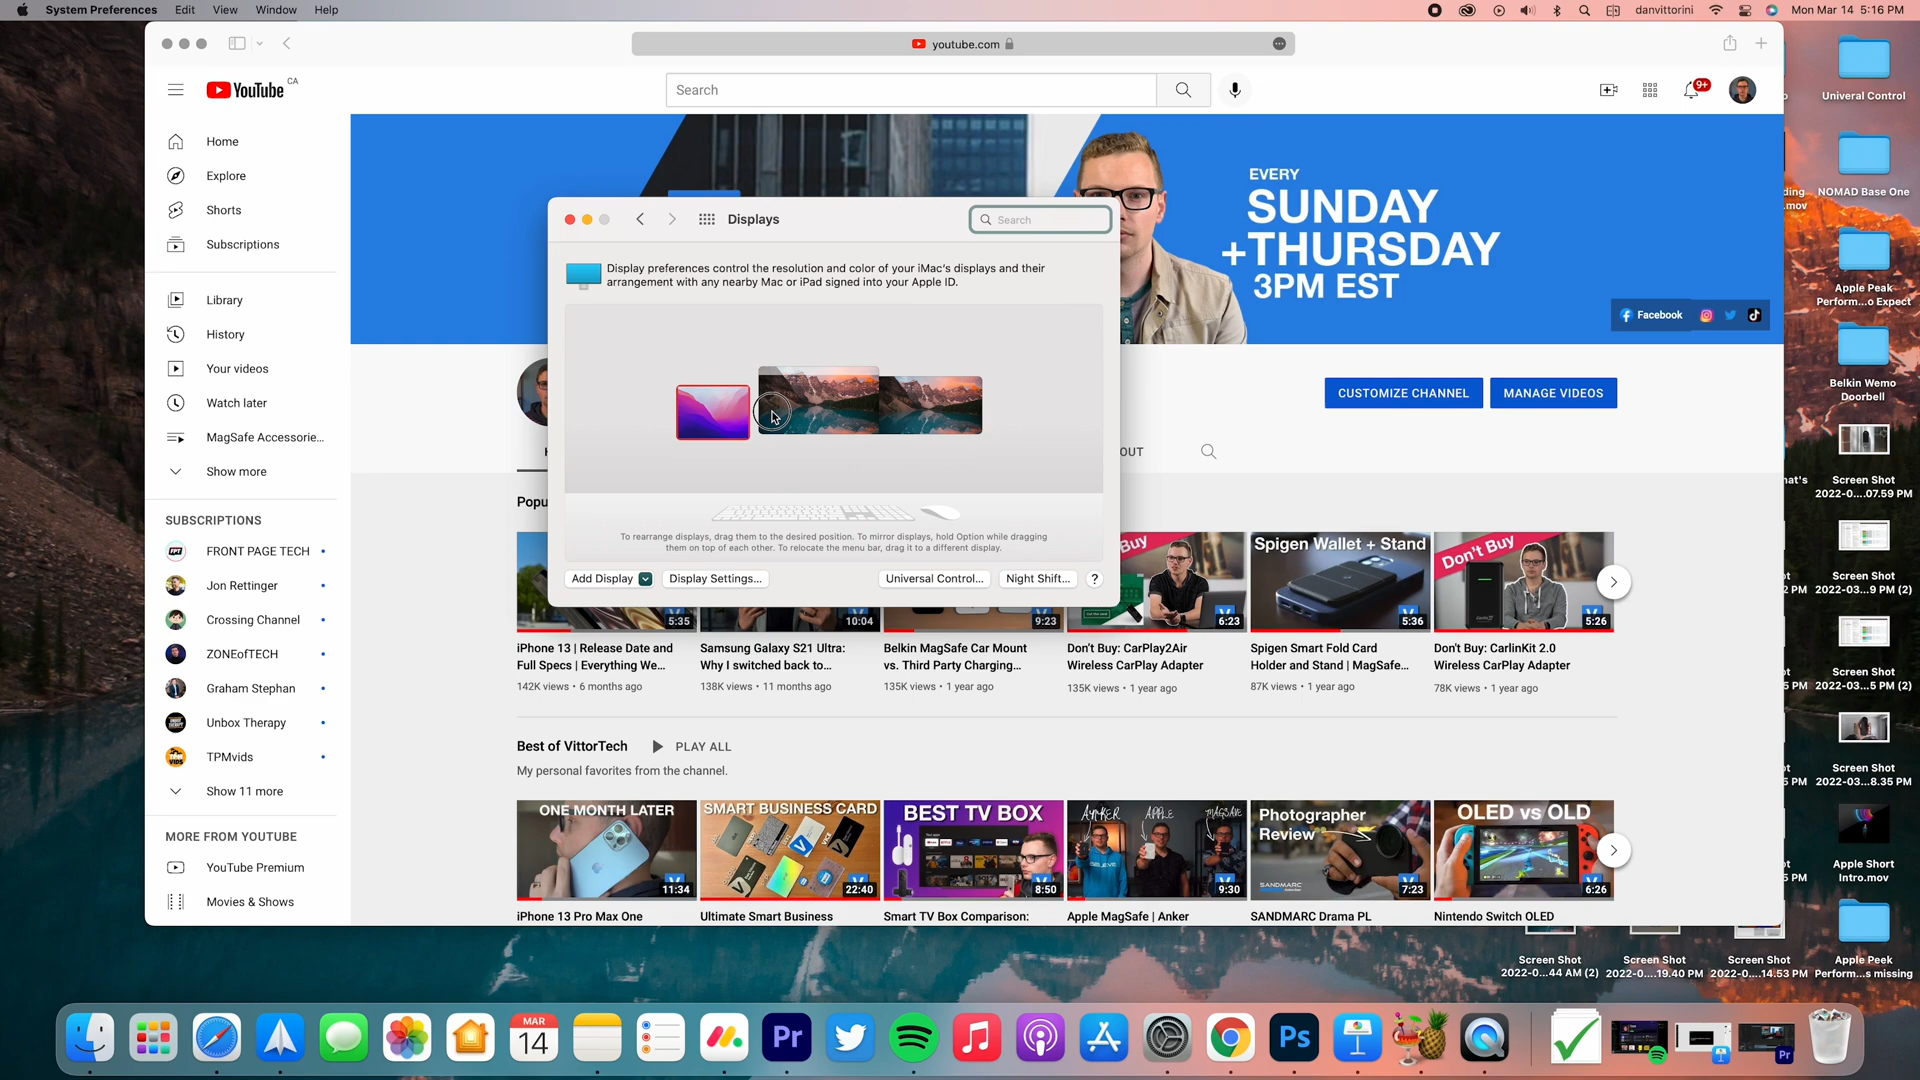 System Preferences Edit View Window Help
danvittorini Mon Mar 14 5:16 PM
youtube.com
YouTube CA
Search
9+
Home
Explore
Shorts
Subscriptions
Library
History
Your videos
Watch later
MagSafe Accessorie...
Show more
SUBSCRIPTIONS
FRONT PAGE TECH
Jon Rettinger
Crossing Channel
ZONEofTECH
Graham Stephan
Unbox Therapy
TPMvids
Show 11 more
MORE FROM YOUTUBE
YouTube Premium
Movies & Shows
EVERY
SUNDAY
+THURSDAY
3PM EST
Facebook
CUSTOMIZE CHANNEL
MANAGE VIDEOS
OUT
Displays
Search
Display preferences control the resolution and color of your iMac's displays and their
arrangement with any nearby Mac or iPad signed into your Apple ID.
To rearrange displays, drag them to the desired position. To mirror displays, hold Option while dragging
them on top of each other. To relocate the menu bar, drag it to a different display.
Add Display
Display Settings...
Universal Control...
Night Shift...
?
Popu
5:35
10:04
9:23
Buy
6:23
Spigen Wallet + Stand
5:36
Don't Buy
5:26
iPhone 13 | Release Date and
Full Specs | Everything We...
142K views • 6 months ago
Samsung Galaxy S21 Ultra:
Why I switched back to...
138K views • 11 months ago
Belkin MagSafe Car Mount
vs. Third Party Charging...
135K views • 1 year ago
Don't Buy: CarPlay2Air
Wireless CarPlay Adapter
135K views • 1 year ago
Spigen Smart Fold Card
Holder and Stand | MagSafe...
87K views • 1 year ago
Don't Buy: CarlinKit 2.0
Wireless CarPlay Adapter
78K views • 1 year ago
Best of VittorTech
PLAY ALL
My personal favorites from the channel.
ONE MONTH LATER
11:34
SMART BUSINESS CARD
22:40
BEST TV BOX
8:50
ANKER APPLE MAGSAFE
9:30
Photographer
Review
SANDMARC
7:23
OLED vs OLD
6:26
iPhone 13 Pro Max One
Ultimate Smart Business
Smart TV Box Comparison:
Apple MagSafe | Anker
SANDMARC Drama PL
Nintendo Switch OLED
Univeral Control
NOMAD Base One
Apple Peak
Perform...o Expect
Belkin Wemo
Doorbell
Screen Shot
2022-0....07.59 PM
Screen Shot
2022-03...9 PM (2)
Screen Shot
2022-03...5 PM (2)
Screen Shot
2022-03...8.35 PM
Apple Short
Intro.mov
Apple Peek
Perform...s missing
Screen Shot
2022-0...44 AM (2)
Screen Shot
2022-0....19.40 PM
Screen Shot
2022-0....14.53 PM
MAR
14
Pr
Ps
Pr